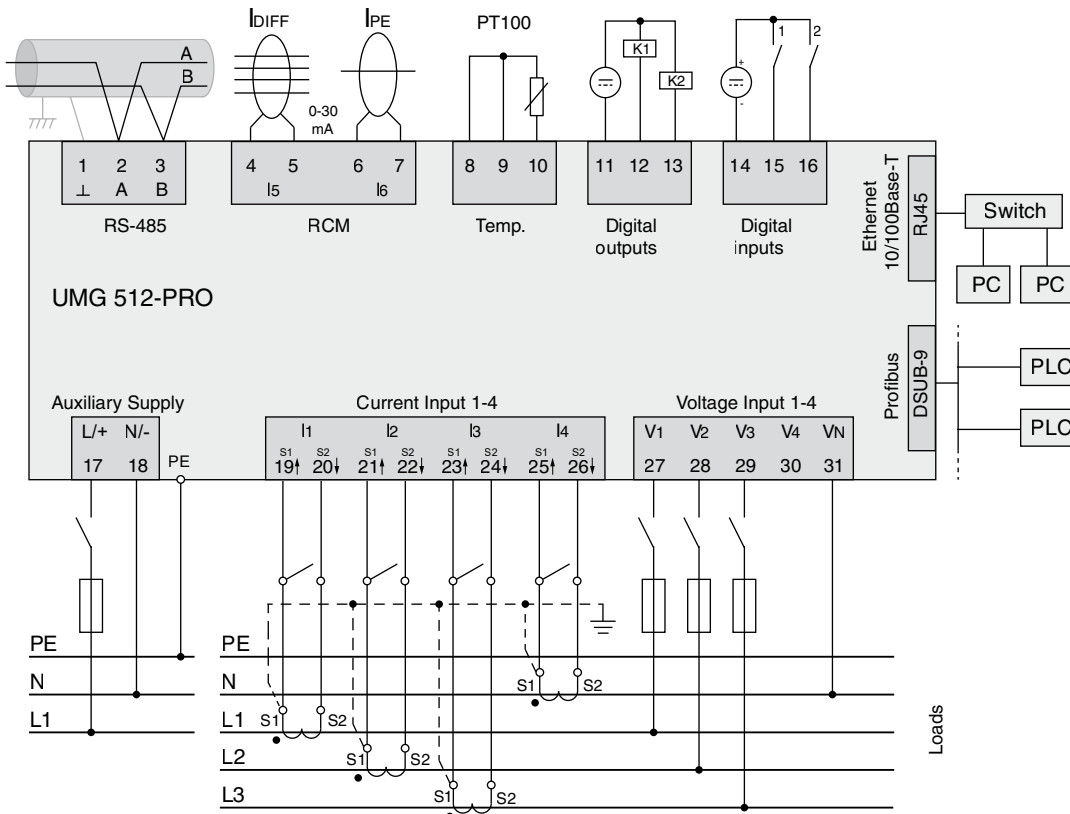 IDIFF
IPE
PT100
K1
K2
1 2
+
-
A
B
0-30
mA
1 2 3
⊥ A B
RS-485
4 5 6 7
I5 I6
RCM
8 9 10
Temp.
11 12 13
Digital
outputs
14 15 16
Digital
inputs
Ethernet
10/100Base-T
RJ45
Switch
PC PC
UMG 512-PRO
Profibus
DSUB-9
PLC
PLC
Auxiliary Supply
L/+ N/-
17 18
PE
Current Input 1-4
I1 I2 I3 I4
S1 S2 S1 S2 S1 S2 S1 S2
19 20 21 22 23 24 25 26
Voltage Input 1-4
V1 V2 V3 V4 VN
27 28 29 30 31
PE
N
L1
PE
N
L1
L2
L3
S1 S2
S1 S2
S1 S2
S1 S2
Loads